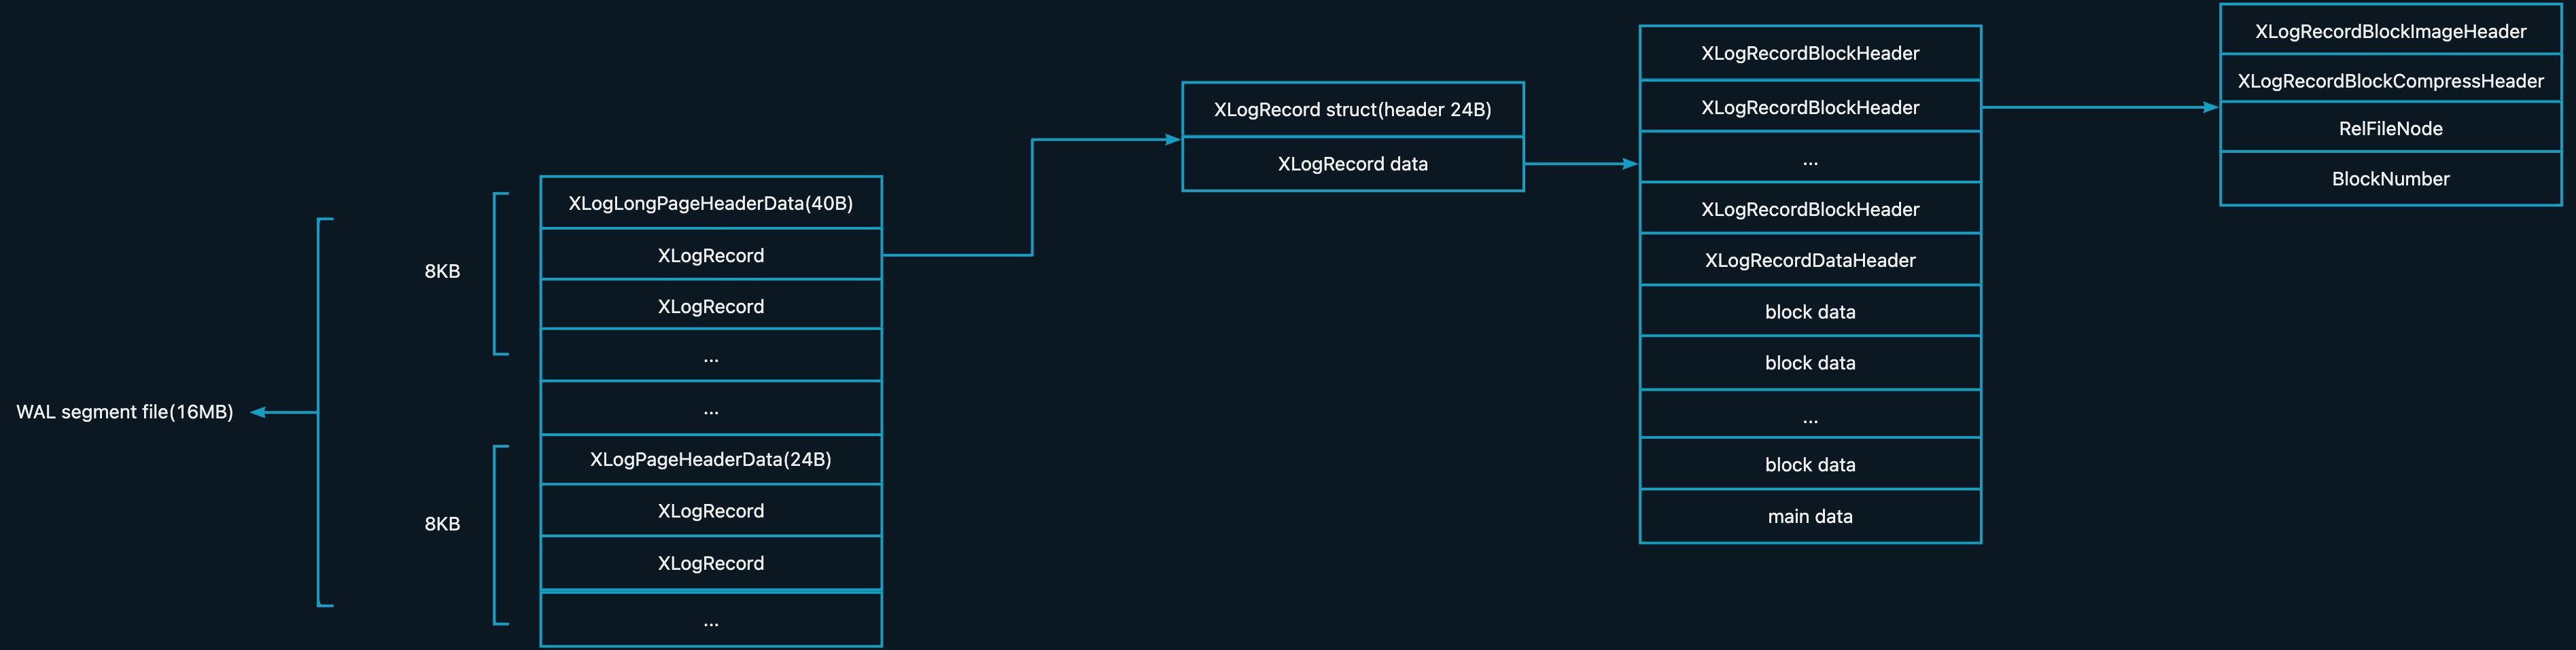 WAL segment file(16MB)
8KB
8KB
XLogLongPageHeaderData(40B)
XLogRecord
XLogRecord
...
...
XLogPageHeaderData(24B)
XLogRecord
XLogRecord
...
XLogRecord struct(header 24B)
XLogRecord data
XLogRecordBlockHeader
XLogRecordBlockHeader
...
XLogRecordBlockHeader
XLogRecordDataHeader
block data
block data
...
block data
main data
XLogRecordBlockImageHeader
XLogRecordBlockCompressHeader
RelFileNode
BlockNumber